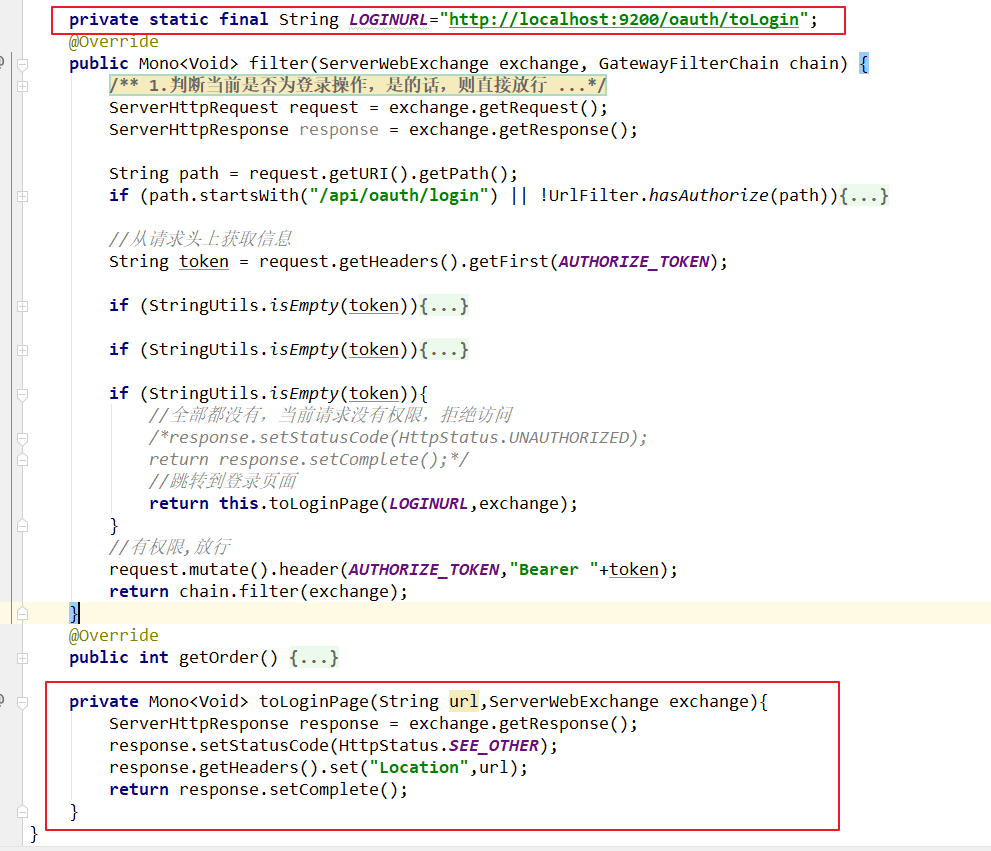 private static final String LOGINURL="http://localhost:9200/oauth/toLogin";
@Override
public Mono<Void> filter(ServerWebExchange exchange, GatewayFilterChain chain) {
/** 1.判断当前是否为登录操作，是的话，则直接放行 ...*/
ServerHttpRequest request = exchange.getRequest();
ServerHttpResponse response = exchange.getResponse();
String path = request.getURI().getPath();
if (path.startsWith("/api/oauth/login") || !UrlFilter.hasAuthorize(path)){...}
//从请求头上获取信息
String token = request.getHeaders().getFirst(AUTHORIZE_TOKEN);
if (StringUtils.isEmpty(token)){...}
if (StringUtils.isEmpty(token)){...}
if (StringUtils.isEmpty(token)){
//全部都没有，当前请求没有权限，拒绝访问
/*response.setStatusCode(HttpStatus.UNAUTHORIZED);
return response.setComplete();*/
//跳转到登录页面
return this.toLoginPage(LOGINURL,exchange);
}
//有权限,放行
request.mutate().header(AUTHORIZE_TOKEN,"Bearer "+token);
return chain.filter(exchange);
}
@Override
public int getOrder() {...}
private Mono<Void> toLoginPage(String url,ServerWebExchange exchange){
ServerHttpResponse response = exchange.getResponse();
response.setStatusCode(HttpStatus.SEE_OTHER);
response.getHeaders().set("Location",url);
return response.setComplete();
}
}